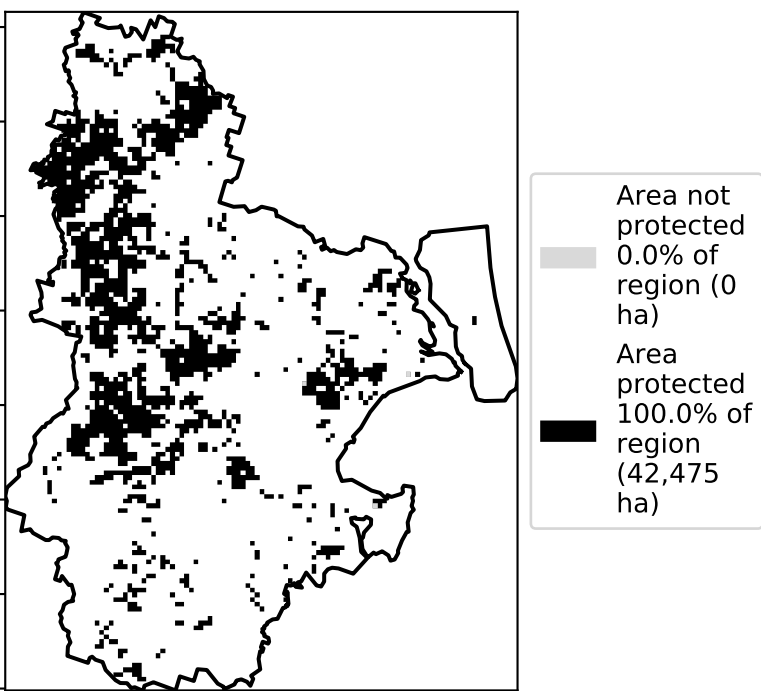 Area not
protected
0.0% of
region (0
ha)
Area
protected
100.0% of
region
(42,475
ha)